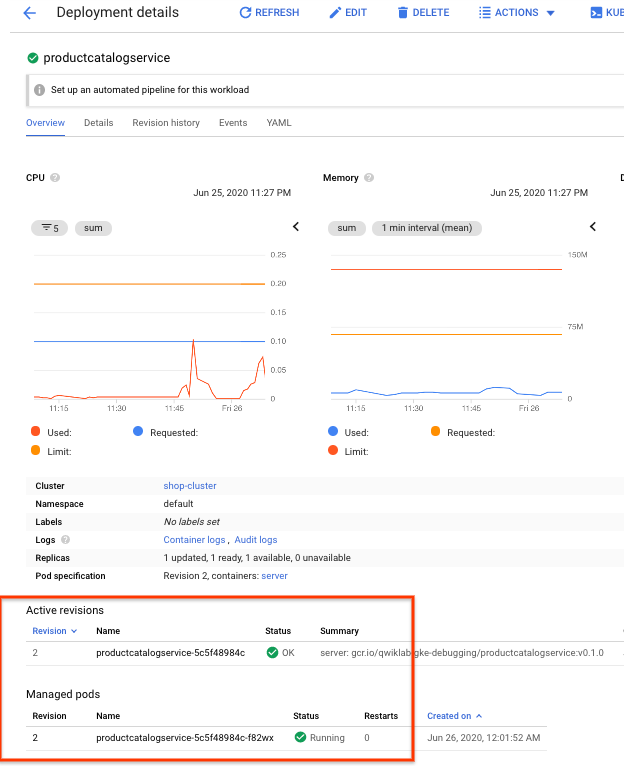 Deployment details REFRESH EDIT DELETE ACTIONS KUB
productcatalogservice
Set up an automated pipeline for this workload
Overview Details Revision history Events YAML
CPU Memory D
Jun 25, 2020 11:27 PM Jun 25, 2020 11:27 PM
5 sum sum 1 min interval (mean)
0.25 150M
0.20
0.15
75M
0.10
0.05
0 0
11:15 11:30 11:45 Fri 26 11:15 11:30 11:45 Fri 26
Used: Requested: Used: Requested:
Limit: Limit:
Cluster shop-cluster
Namespace default
Labels No labels set
Logs Container logs , Audit logs
Replicas 1 updated, 1 ready, 1 available, 0 unavailable
Pod specification Revision 2, containers: server
Active revisions
Revision Name Status Summary
2 productcatalogservice-5c5f48984c OK server: gcr.io/qwiklab gke-debugging/productcatalogservice:v0.1.0
Managed pods
Revision Name Status Restarts Created on
2 productcatalogservice-5c5f48984c-f82wx Running 0 Jun 26, 2020, 12:01:52 AM